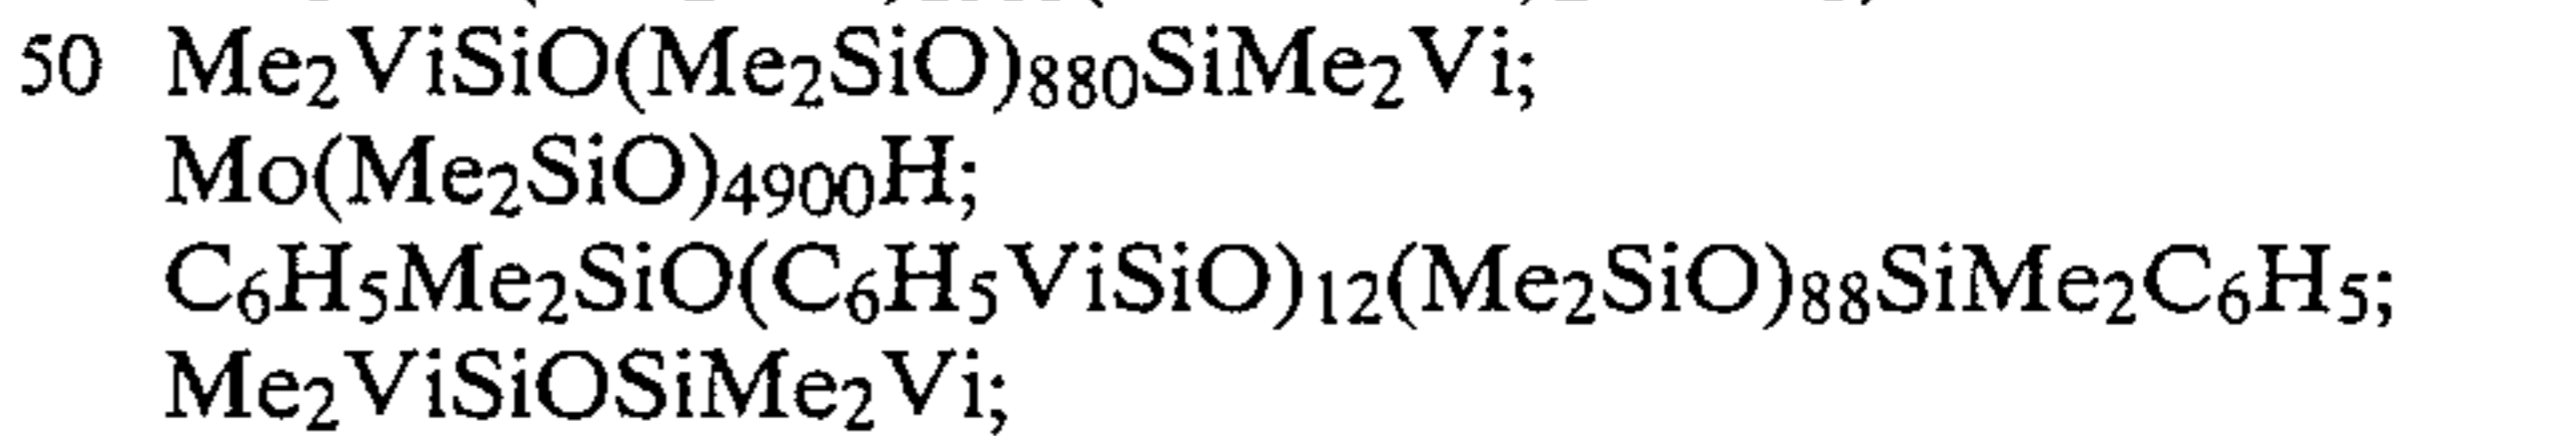 50 Me₂ViSiO(Me₂SiO)₈₈₀SiMe₂Vi;
Mo(Me₂SiO)₄₉₀₀H;
C₆H₅Me₂SiO(C₆H₅ViSiO)₁₂(Me₂SiO)₈₈SiMe₂C₆H₅;
Me₂ViSiOSiMe₂Vi;